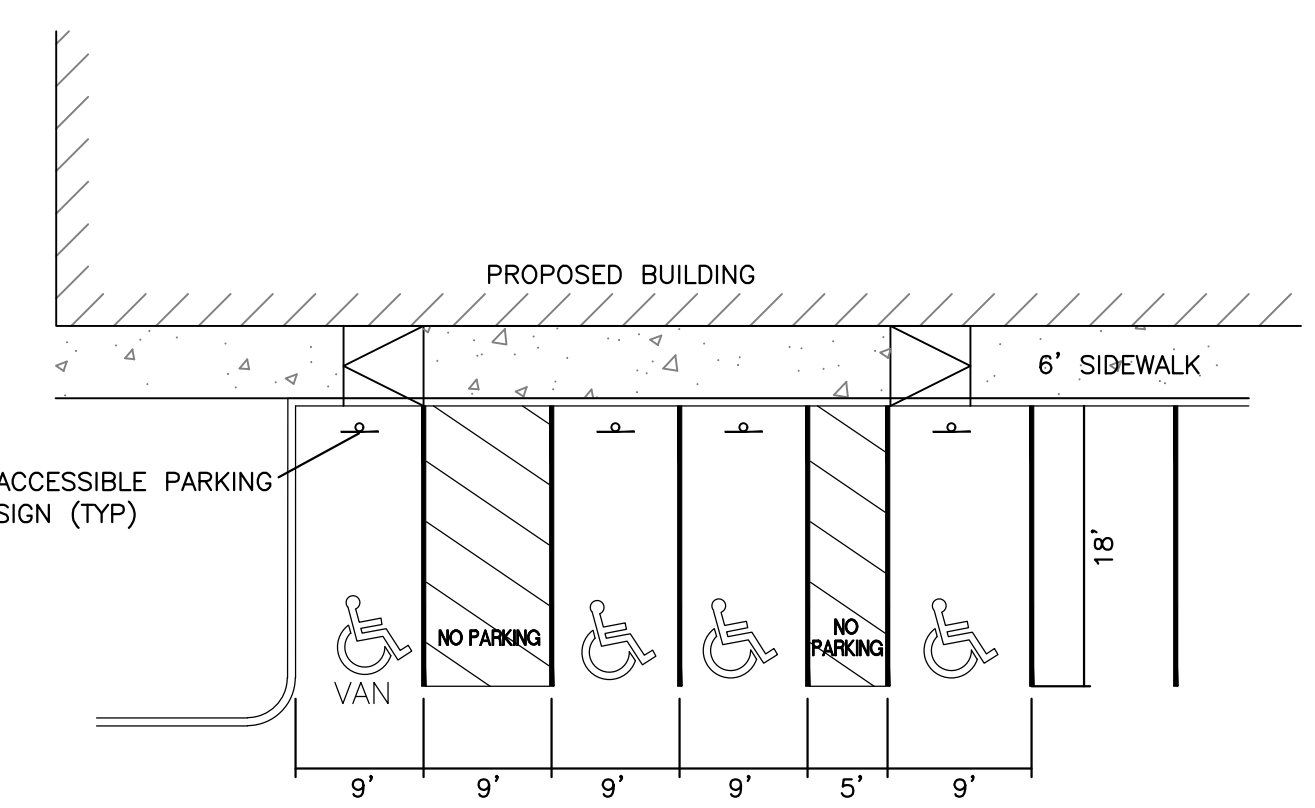 PROPOSED BUILDING
6' SIDEWALK
ACCESSIBLE PARKING
SIGN (TYP)
18'
NO PARKING
NO
PARKING
VAN
9'
9'
9'
9'
5'
9'